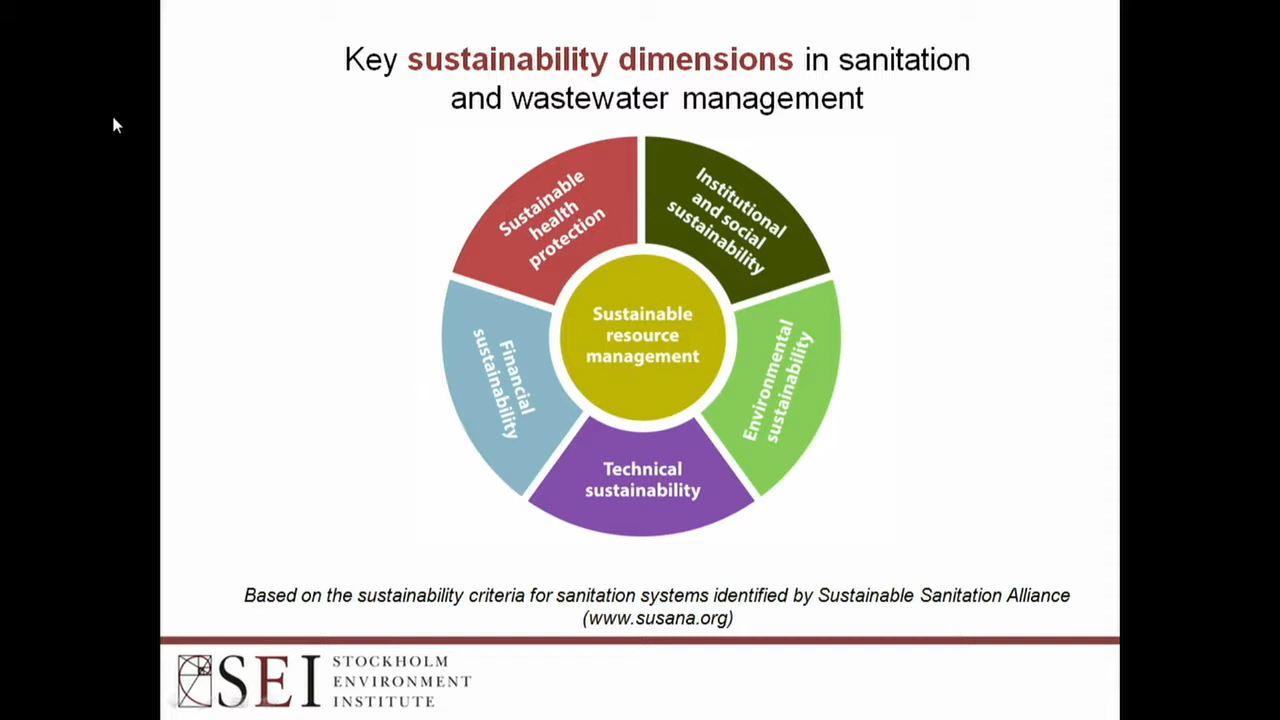 Key sustainability dimensions in sanitation
and wastewater management
Sustainable
health
protection
Institutional
and social
sustainability
Sustainable
resource
management
Financial
sustainability
Environmental
sustainability
Technical
sustainability
Based on the sustainability criteria for sanitation systems identified by Sustainable Sanitation Alliance
(www.susana.org)
SEI
STOCKHOLM
ENVIRONMENT
INSTITUTE